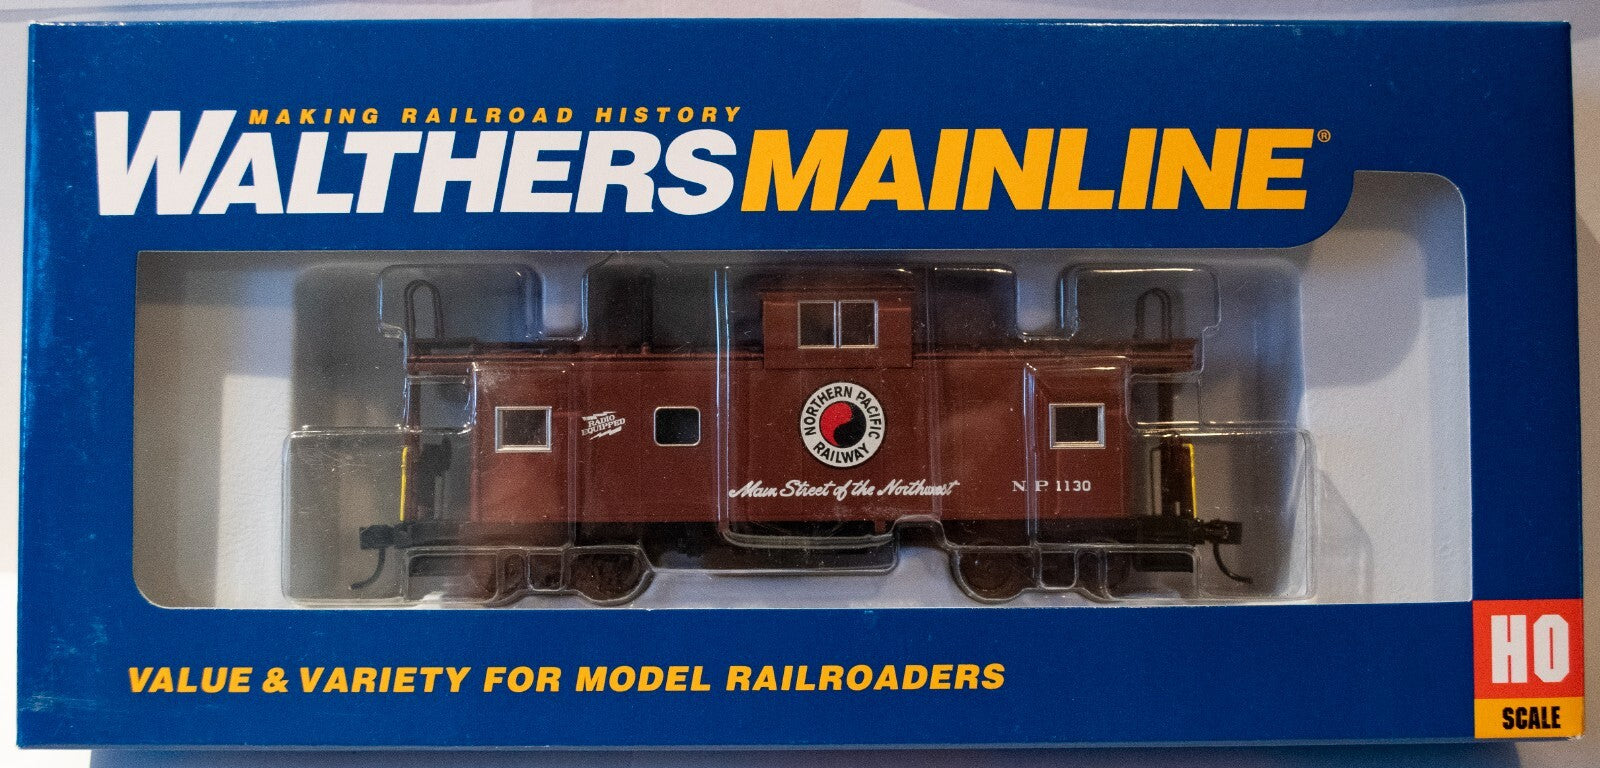 MAKING RAILROAD HISTORY
WALTHERSMAINLINE®
RADIO
EQUIPPED
NORTHERN PACIFIC
RAILWAY
Main Street of the Northwest
N.P. 1130
VALUE & VARIETY FOR MODEL RAILROADERS
HO
SCALE